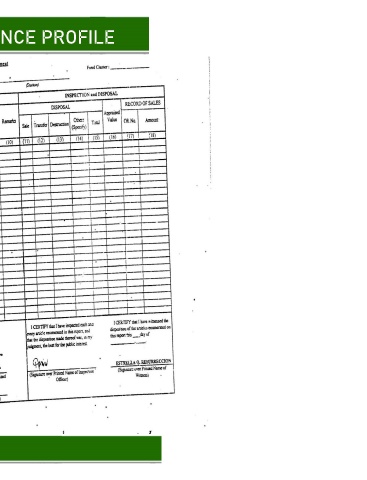 NCE PROFILE
Fund Cluster:
(Station)
INSPECTION and DISPOSAL
DISPOSAL
RECORD OF SALES
Remarks
Sale
Transfer
Destruction
Other (Specify)
Total
Appraised Value
OR No.
Amount
(10) (11) (12) (13) (14) (15) (16) (17) (18)
I CERTIFY that I have inspected each and
every article enumerated in this report, and
that the disposition made thereof was, in my
judgment, the best for the public interest.
I CERTIFY that I have witnessed the
disposition of the articles enumerated on
this report this ___ day of
(Signature over Printed Name of Inspection
Officer)
ESTRELLA G. RESURRECCION
(Signature over Printed Name of
Witness)